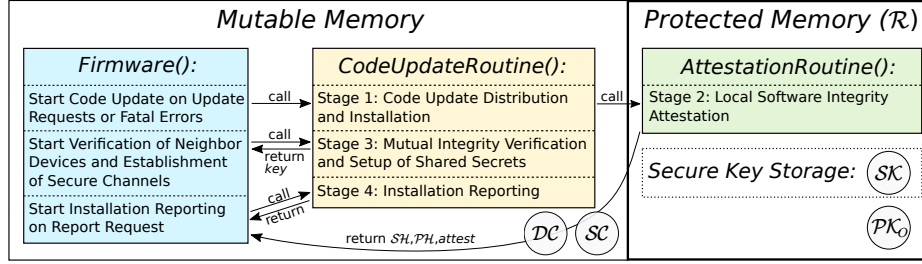 Mutable Memory
Protected Memory (ℛ)
Firmware():
Start Code Update on Update
Requests or Fatal Errors
Start Verification of Neighbor
Devices and Establishment
of Secure Channels
Start Installation Reporting
on Report Request
call
call
return
key
call
return
CodeUpdateRoutine():
Stage 1: Code Update Distribution
and Installation
Stage 3: Mutual Integrity Verification
and Setup of Shared Secrets
Stage 4: Installation Reporting
call
AttestationRoutine():
Stage 2: Local Software Integrity
Attestation
Secure Key Storage:
𝒮𝒦
𝒫𝒦O
return 𝒮ℋ,𝒫ℋ,attest
𝒟𝒞
𝒮𝒞